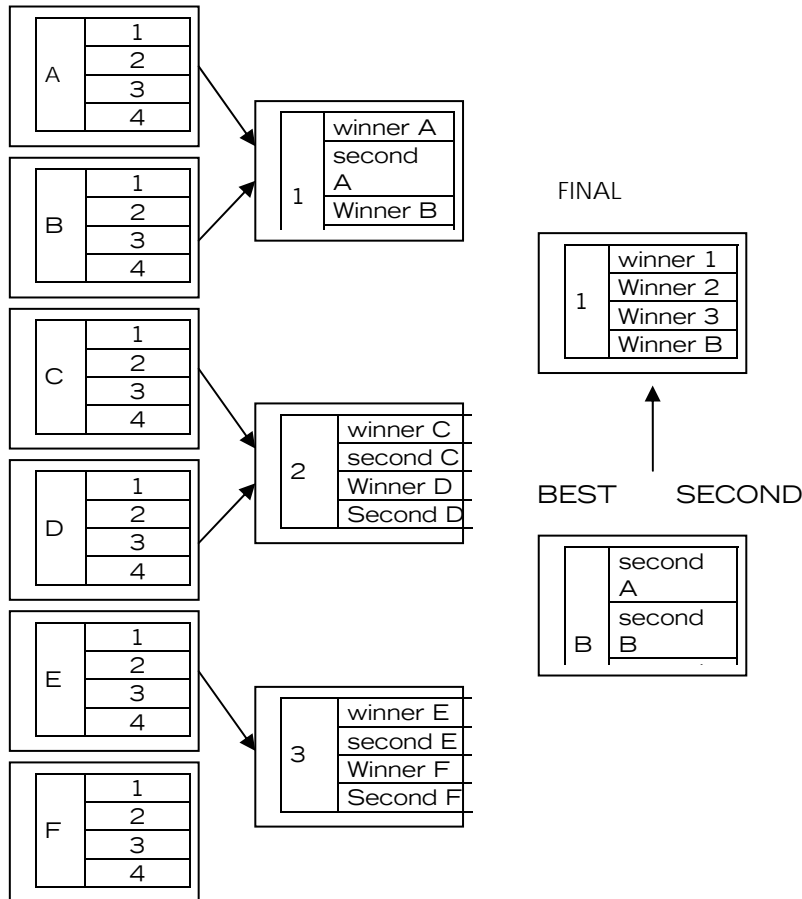 A
1
2
3
4
B
1
2
3
4
C
1
2
3
4
D
1
2
3
4
E
1
2
3
4
F
1
2
3
4
1
winner A
second
A
Winner B
2
winner C
second C
Winner D
Second D
3
winner E
second E
Winner F
Second F
FINAL
1
winner 1
Winner 2
Winner 3
Winner B
BEST SECOND
B
second
A
second
B